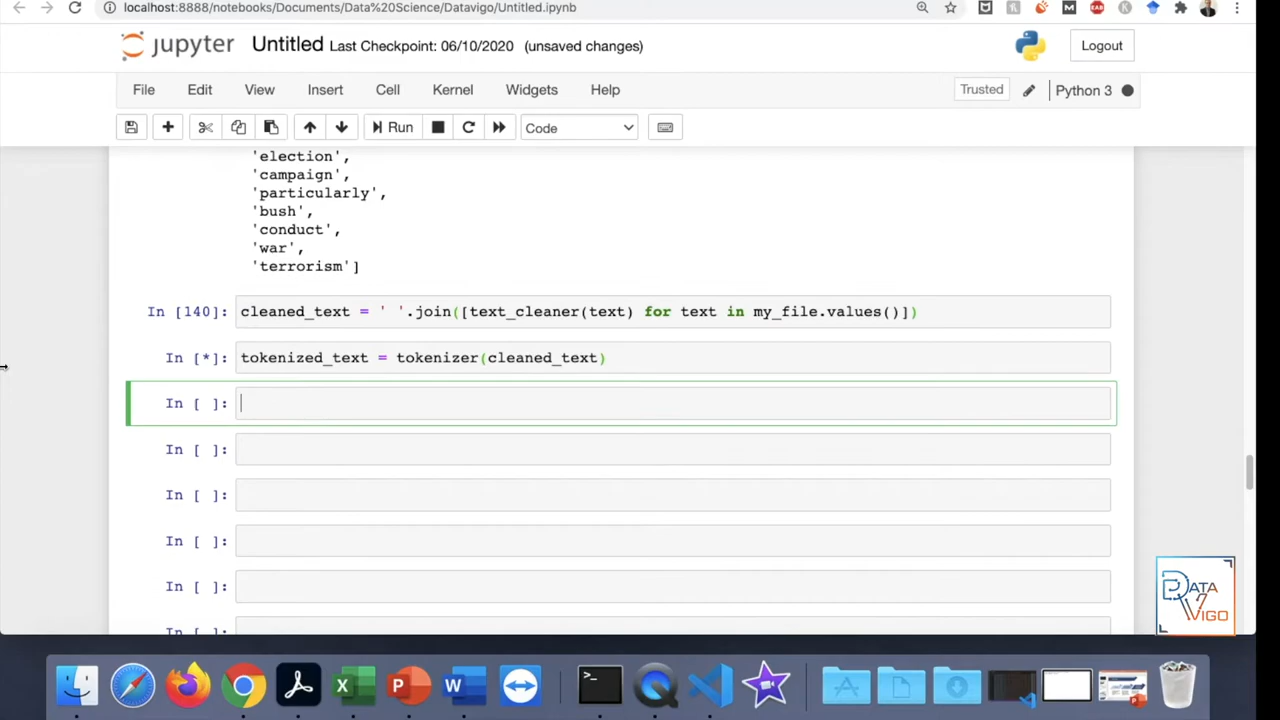 localhost:8888/notebooks/Documents/Data%20Science/Datavigo/Untitled.ipynb
jupyter Untitled Last Checkpoint: 06/10/2020 (unsaved changes)
Logout
File Edit View Insert Cell Kernel Widgets Help
Trusted Python 3
Run Code
'election',
'campaign',
'particularly',
'bush',
'conduct',
'war',
'terrorism']
In [140]: cleaned_text = ' '.join([text_cleaner(text) for text in my_file.values()])
In [*]: tokenized_text = tokenizer(cleaned_text)
In [ ]:
In [ ]:
In [ ]:
In [ ]:
In [ ]:
In [ ]:
DATA
VIGO